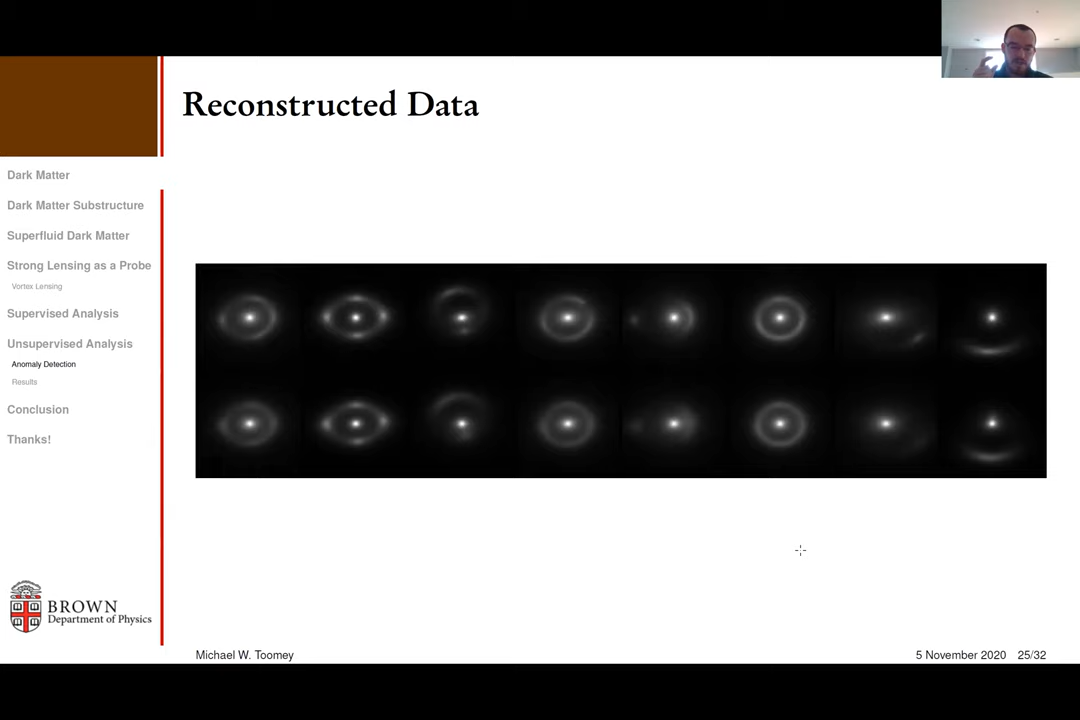 Reconstructed Data
Dark Matter
Dark Matter Substructure
Superfluid Dark Matter
Strong Lensing as a Probe
Vortex Lensing
Supervised Analysis
Unsupervised Analysis
Anomaly Detection
Results
Conclusion
Thanks!
BROWN
Department of Physics
Michael W. Toomey
5 November 2020 25/32